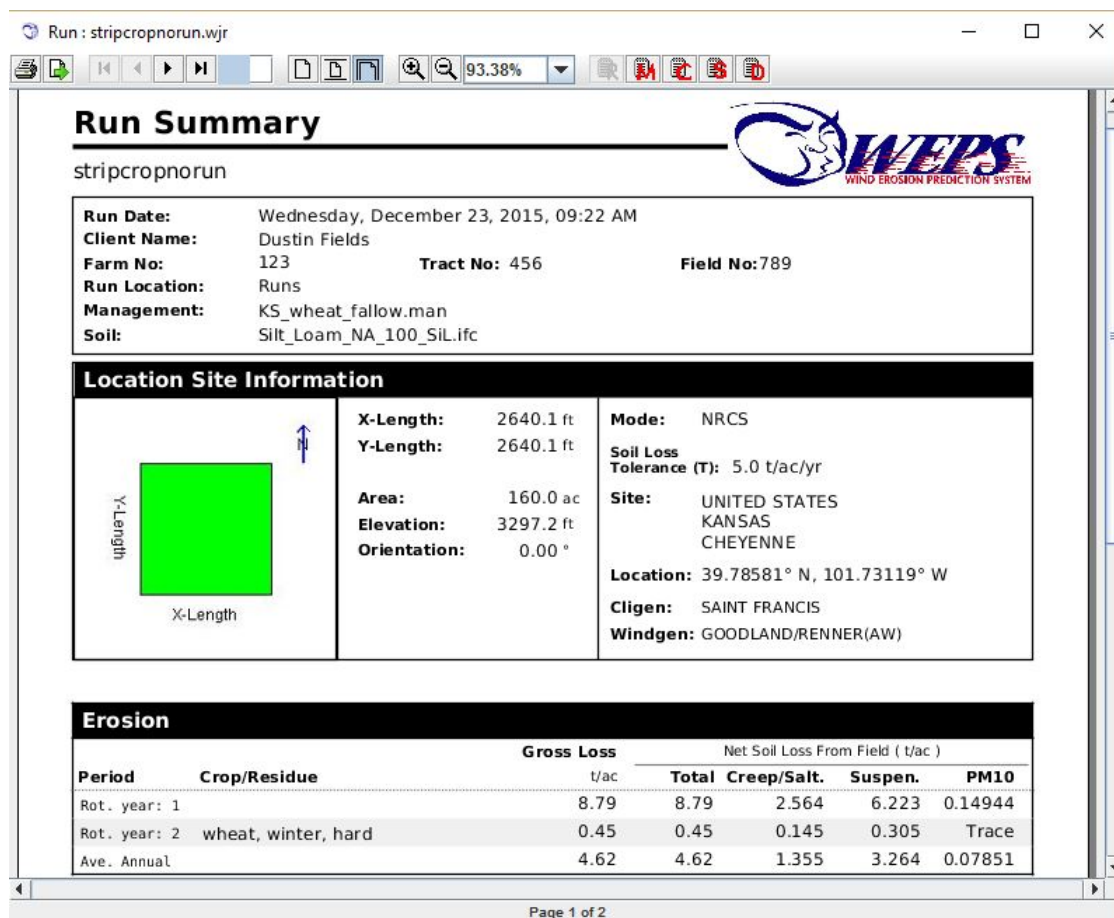 Run : stripcropnorun.wjr
93.38%
Run Summary
WEPS
WIND EROSION PREDICTION SYSTEM
stripcropnorun
Run Date: Wednesday, December 23, 2015, 09:22 AM
Client Name: Dustin Fields
Farm No: 123 Tract No: 456 Field No:789
Run Location: Runs
Management: KS_wheat_fallow.man
Soil: Silt_Loam_NA_100_SiL.ifc
Location Site Information
N
Y-Length
X-Length
X-Length: 2640.1 ft
Y-Length: 2640.1 ft
Area: 160.0 ac
Elevation: 3297.2 ft
Orientation: 0.00 °
Mode: NRCS
Soil Loss
Tolerance (T): 5.0 t/ac/yr
Site: UNITED STATES
KANSAS
CHEYENNE
Location: 39.78581° N, 101.73119° W
Cligen: SAINT FRANCIS
Windgen: GOODLAND/RENNER(AW)
Erosion
Gross Loss Net Soil Loss From Field ( t/ac )
Period Crop/Residue t/ac Total Creep/Salt. Suspen. PM10
Rot. year: 1 8.79 8.79 2.564 6.223 0.14944
Rot. year: 2 wheat, winter, hard 0.45 0.45 0.145 0.305 Trace
Ave. Annual 4.62 4.62 1.355 3.264 0.07851
Page 1 of 2